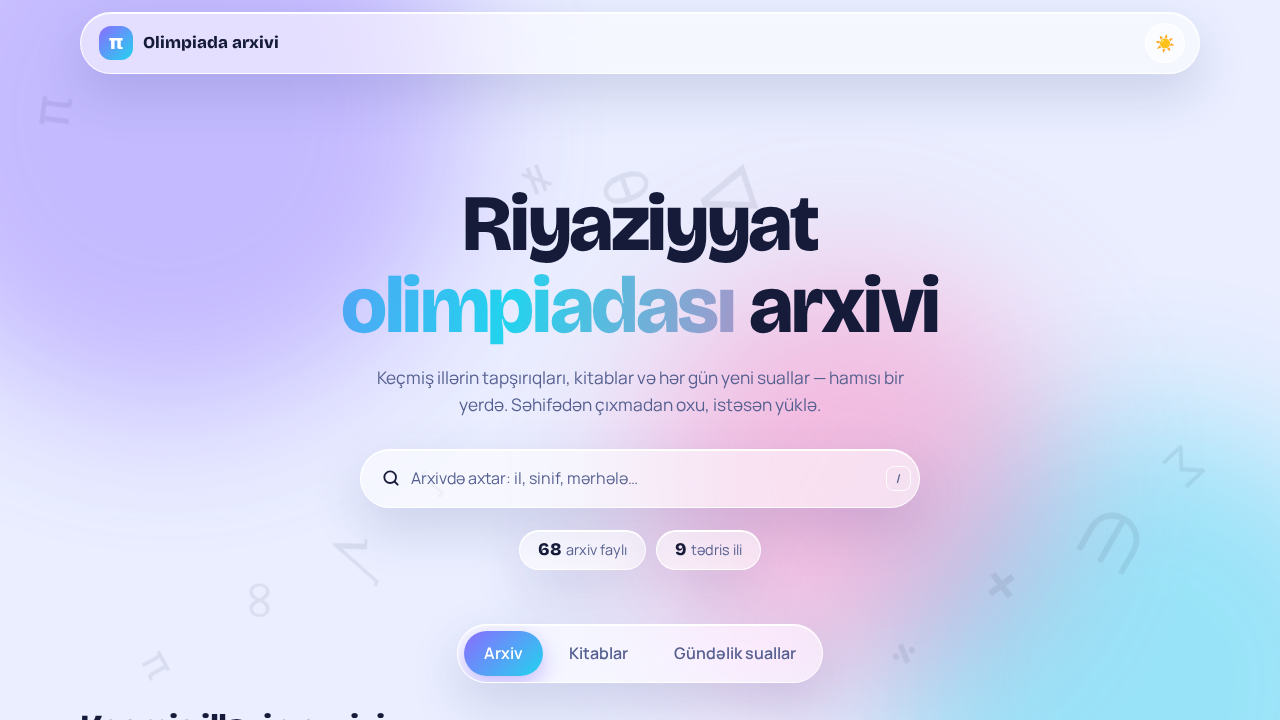 π Olimpiada arxivi
Riyaziyyat
olimpiadası arxivi
Keçmiş illərin tapşırıqları, kitablar və hər gün yeni suallar — hamısı bir
yerdə. Səhifədən çıxmadan oxu, istəsən yüklə.
Arxivdə axtar: il, sinif, mərhələ...
/
68 arxiv faylı
9 tədris ili
Arxiv
Kitablar
Gündəlik suallar